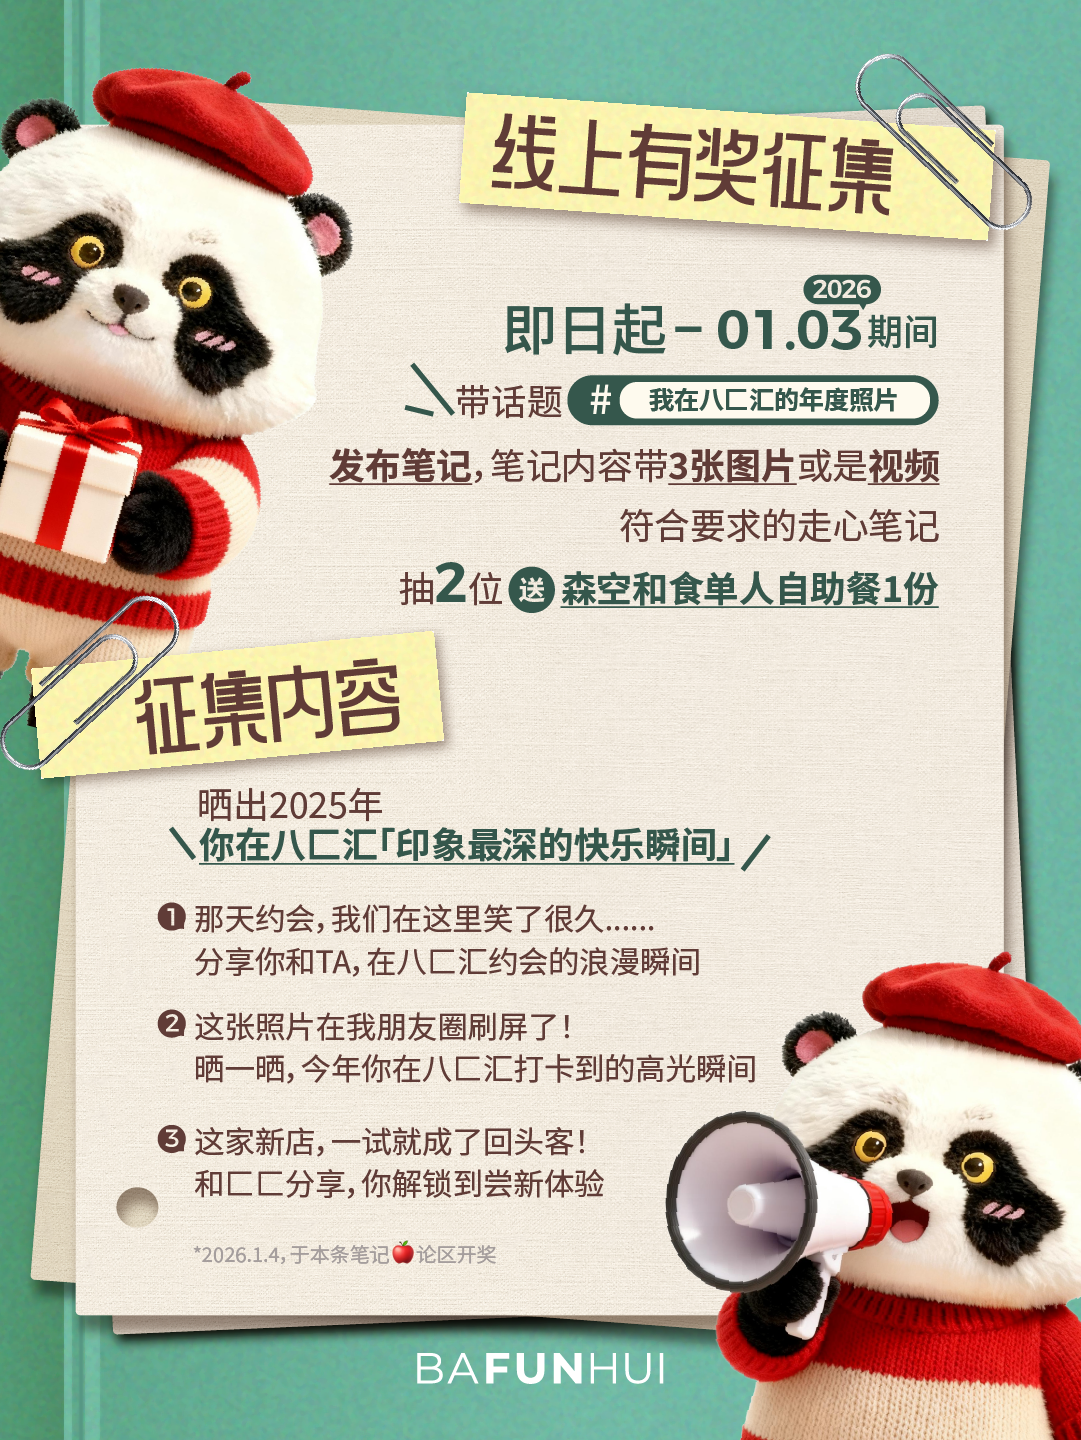 线上有奖征集
2026
即日起-01.03期间
带话题 # 我在八匚汇的年度照片
发布笔记，笔记内容带3张图片或是视频
符合要求的走心笔记
抽2位 送 森空和食单人自助餐1份
征集内容
晒出2025年
你在八匚汇「印象最深的快乐瞬间」
1 那天约会，我们在这里笑了很久……
分享你和TA，在八匚汇约会的浪漫瞬间
2 这张照片在我朋友圈刷屏了！
晒一晒，今年你在八匚汇打卡到的高光瞬间
3 这家新店，一试就成了回头客！
和匚匚分享，你解锁到尝新体验
*2026.1.4，于本条笔记🍎论区开奖
BAFUNHUI